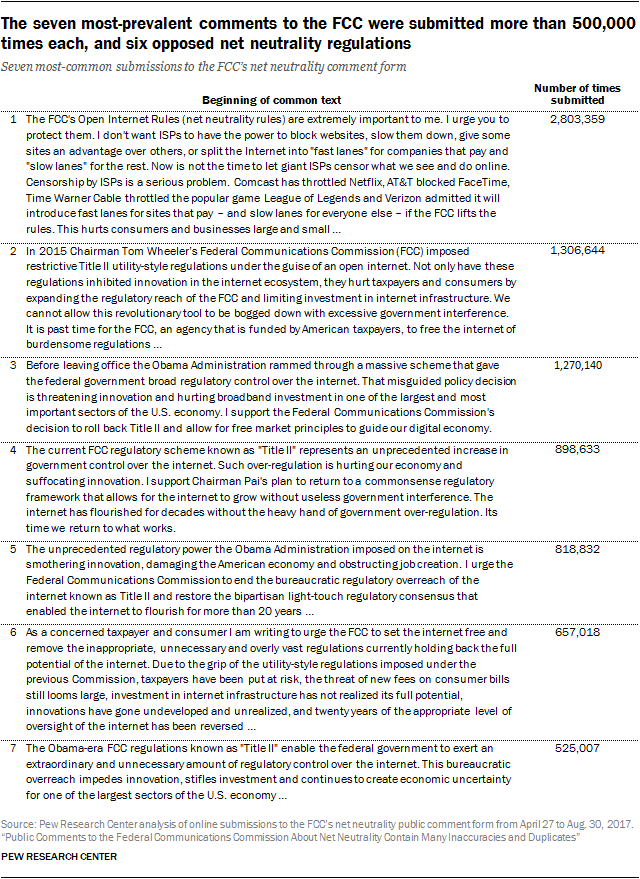 The seven most-prevalent comments to the FCC were submitted more than 500,000
times each, and six opposed net neutrality regulations
Seven most-common submissions to the FCC's net neutrality comment form
Beginning of common text
Number of times
submitted
1 The FCC's Open Internet Rules (net neutrality rules) are extremely important to me. I urge you to 2,803,359
protect them. I don't want ISPs to have the power to block websites, slow them down, give some
sites an advantage over others, or split the Internet into "fast lanes" for companies that pay and
"slow lanes" for the rest. Now is not the time to let giant ISPs censor what we see and do online.
Censorship by ISPs is a serious problem. Comcast has throttled Netflix, AT&T blocked FaceTime,
Time Warner Cable throttled the popular game League of Legends and Verizon admitted it will
introduce fast lanes for sites that pay – and slow lanes for everyone else – if the FCC lifts the
rules. This hurts consumers and businesses large and small ...
2 In 2015 Chairman Tom Wheeler's Federal Communications Commission (FCC) imposed 1,306,644
restrictive Title II utility-style regulations under the guise of an open internet. Not only have these
regulations inhibited innovation in the internet ecosystem, they hurt taxpayers and consumers by
expanding the regulatory reach of the FCC and limiting investment in internet infrastructure. We
cannot allow this revolutionary tool to be bogged down with excessive government interference.
It is past time for the FCC, an agency that is funded by American taxpayers, to free the internet of
burdensome regulations ...
3 Before leaving office the Obama Administration rammed through a massive scheme that gave 1,270,140
the federal government broad regulatory control over the internet. That misguided policy decision
is threatening innovation and hurting broadband investment in one of the largest and most
important sectors of the U.S. economy. I support the Federal Communications Commission's
decision to roll back Title II and allow for free market principles to guide our digital economy.
4 The current FCC regulatory scheme known as "Title II" represents an unprecedented increase in 898,633
government control over the internet. Such over-regulation is hurting our economy and
suffocating innovation. I support Chairman Pai's plan to return to a commonsense regulatory
framework that allows for the internet to grow without useless government interference. The
internet has flourished for decades without the heavy hand of government over-regulation. Its
time we return to what works.
5 The unprecedented regulatory power the Obama Administration imposed on the internet is 818,832
smothering innovation, damaging the American economy and obstructing job creation. I urge the
Federal Communications Commission to end the bureaucratic regulatory overreach of the
internet known as Title II and restore the bipartisan light-touch regulatory consensus that
enabled the internet to flourish for more than 20 years ...
6 As a concerned taxpayer and consumer I am writing to urge the FCC to set the internet free and 657,018
remove the inappropriate, unnecessary and overly vast regulations currently holding back the full
potential of the internet. Due to the grip of the utility-style regulations imposed under the
previous Commission, taxpayers have been put at risk, the threat of new fees on consumer bills
still looms large, investment in internet infrastructure has not realized its full potential,
innovations have gone undeveloped and unrealized, and twenty years of the appropriate level of
oversight of the internet has been reversed ...
7 The Obama-era FCC regulations known as "Title II" enable the federal government to exert an 525,007
extraordinary and unnecessary amount of regulatory control over the internet. This bureaucratic
overreach impedes innovation, stifles investment and continues to create economic uncertainty
for one of the largest sectors of the U.S. economy ...
Source: Pew Research Center analysis of online submissions to the FCC's net neutrality public comment form from April 27 to Aug. 30, 2017.
"Public Comments to the Federal Communications Commission About Net Neutrality Contain Many Inaccuracies and Duplicates"
PEW RESEARCH CENTER